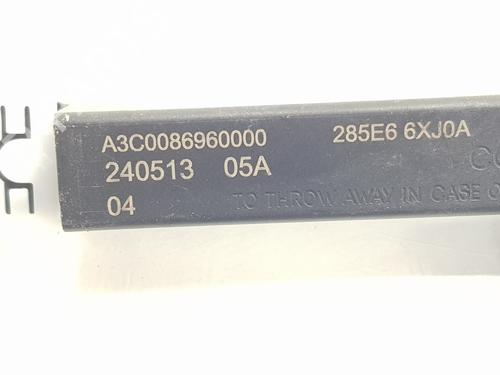 A3C0086960000 285E6 6XJ0A
240513 05A
04
TO THROW AWAY IN CASE